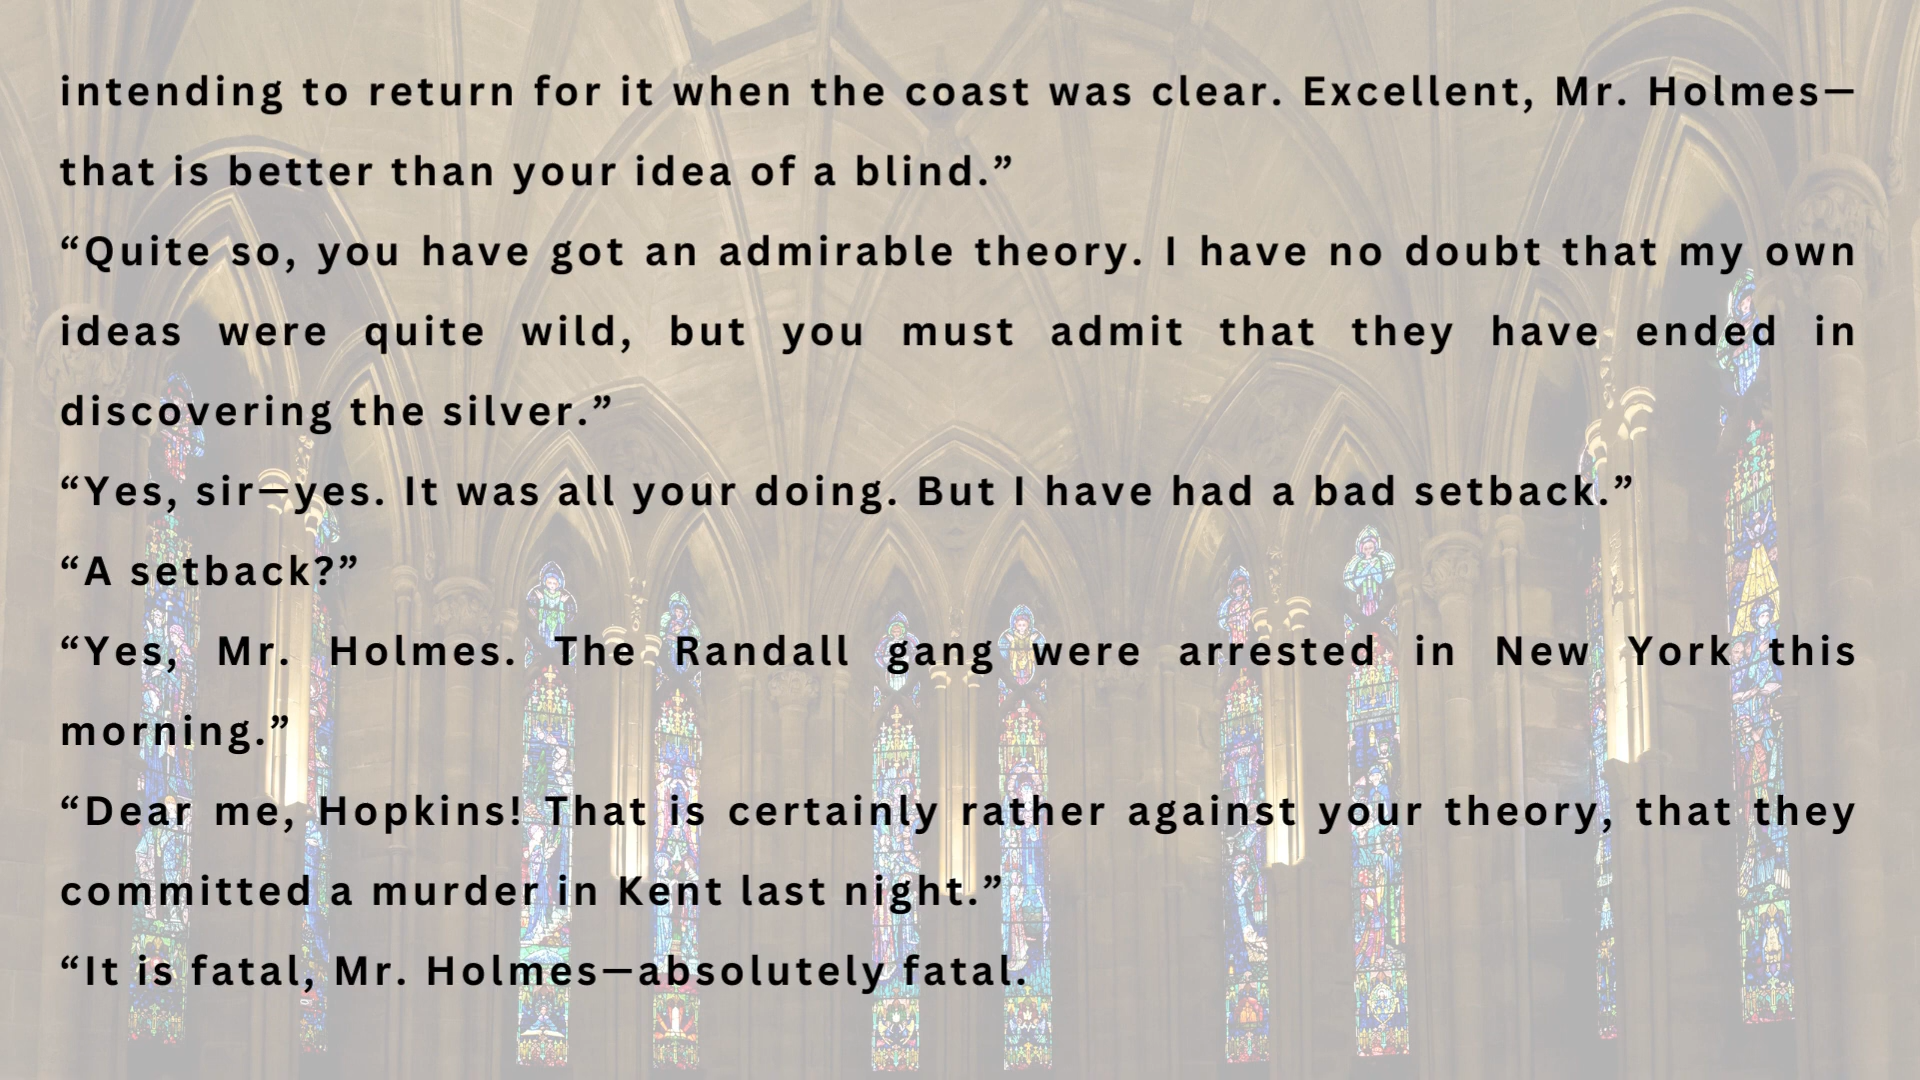 intending to return for it when the coast was clear. Excellent, Mr. Holmes—
that is better than your idea of a blind.”
“Quite so, you have got an admirable theory. I have no doubt that my own
ideas were quite wild, but you must admit that they have ended in
discovering the silver.”
“Yes, sir—yes. It was all your doing. But I have had a bad setback.”
“A setback?”
“Yes, Mr. Holmes. The Randall gang were arrested in New York this
morning.”
“Dear me, Hopkins! That is certainly rather against your theory, that they
committed a murder in Kent last night.”
“It is fatal, Mr. Holmes—absolutely fatal.